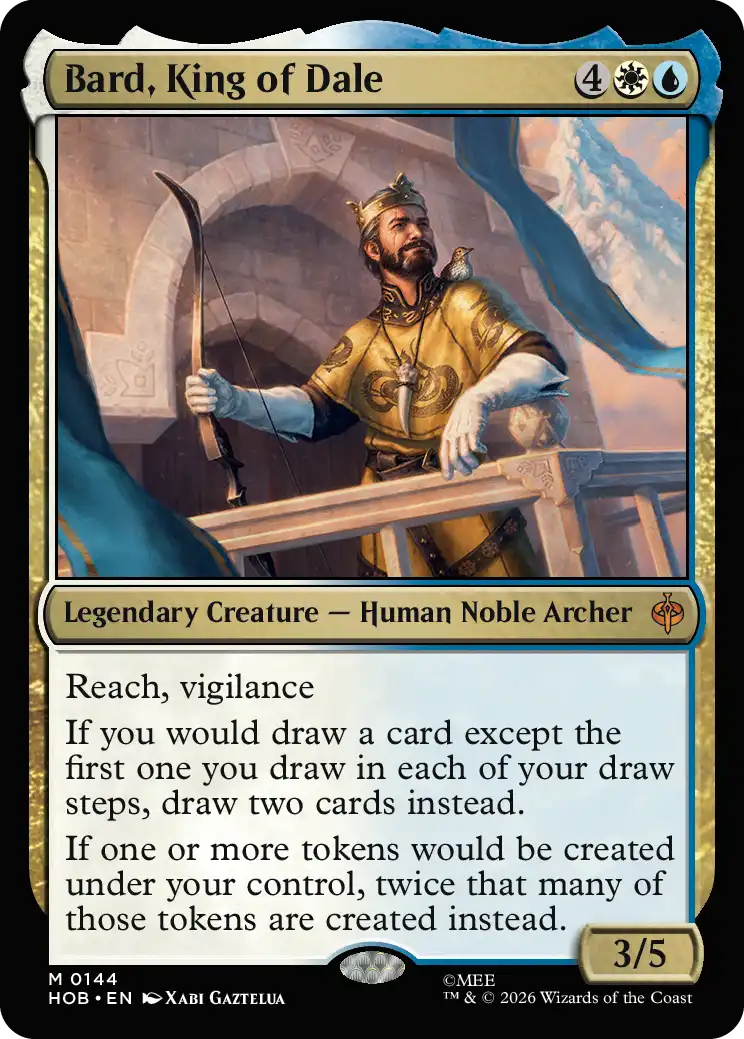 Bard, King of Dale 4
Legendary Creature — Human Noble Archer
Reach, vigilance
If you would draw a card except the
first one you draw in each of your draw
steps, draw two cards instead.
If one or more tokens would be created
under your control, twice that many of
those tokens are created instead.
3/5
M 0144
HOB • EN Xabi Gaztelua
©MEE
™ & © 2026 Wizards of the Coast